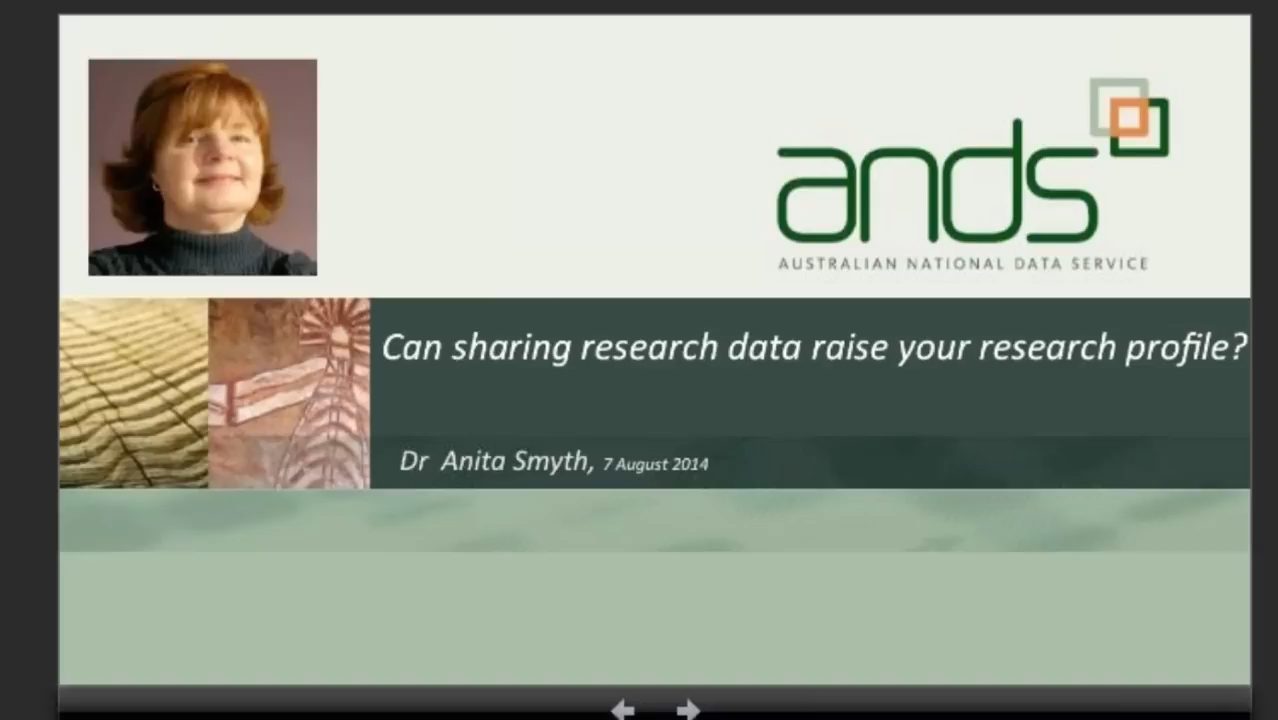 ands
AUSTRALIAN NATIONAL DATA SERVICE
Can sharing research data raise your research profile?
Dr Anita Smyth, 7 August 2014